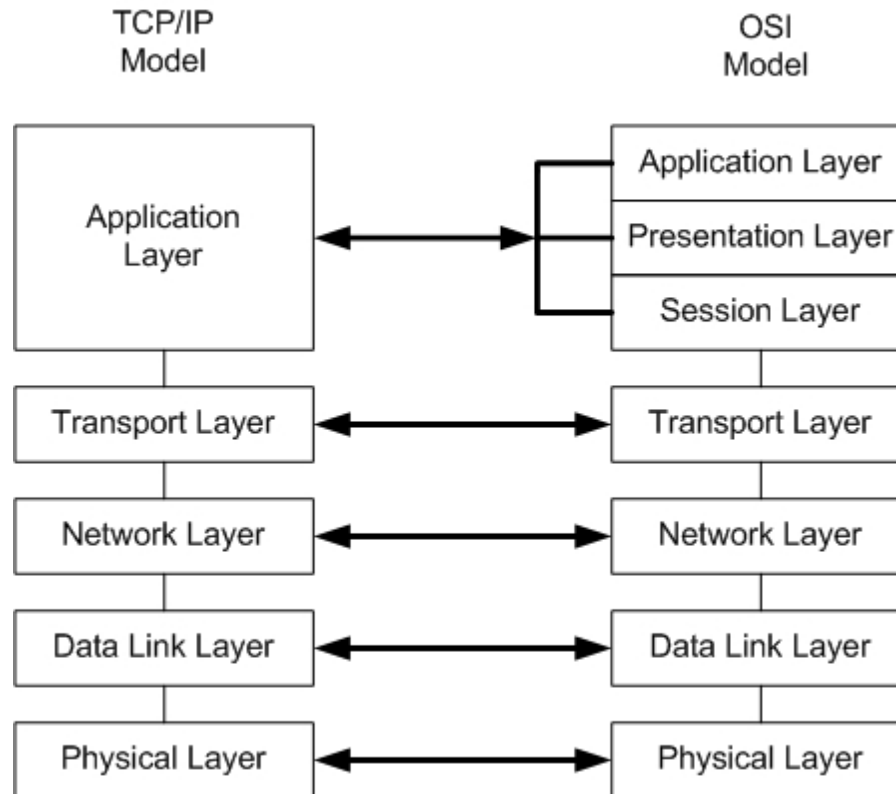 TCP/IP
Model
OSI
Model
Application
Layer
Application Layer
Presentation Layer
Session Layer
Transport Layer
Transport Layer
Network Layer
Network Layer
Data Link Layer
Data Link Layer
Physical Layer
Physical Layer